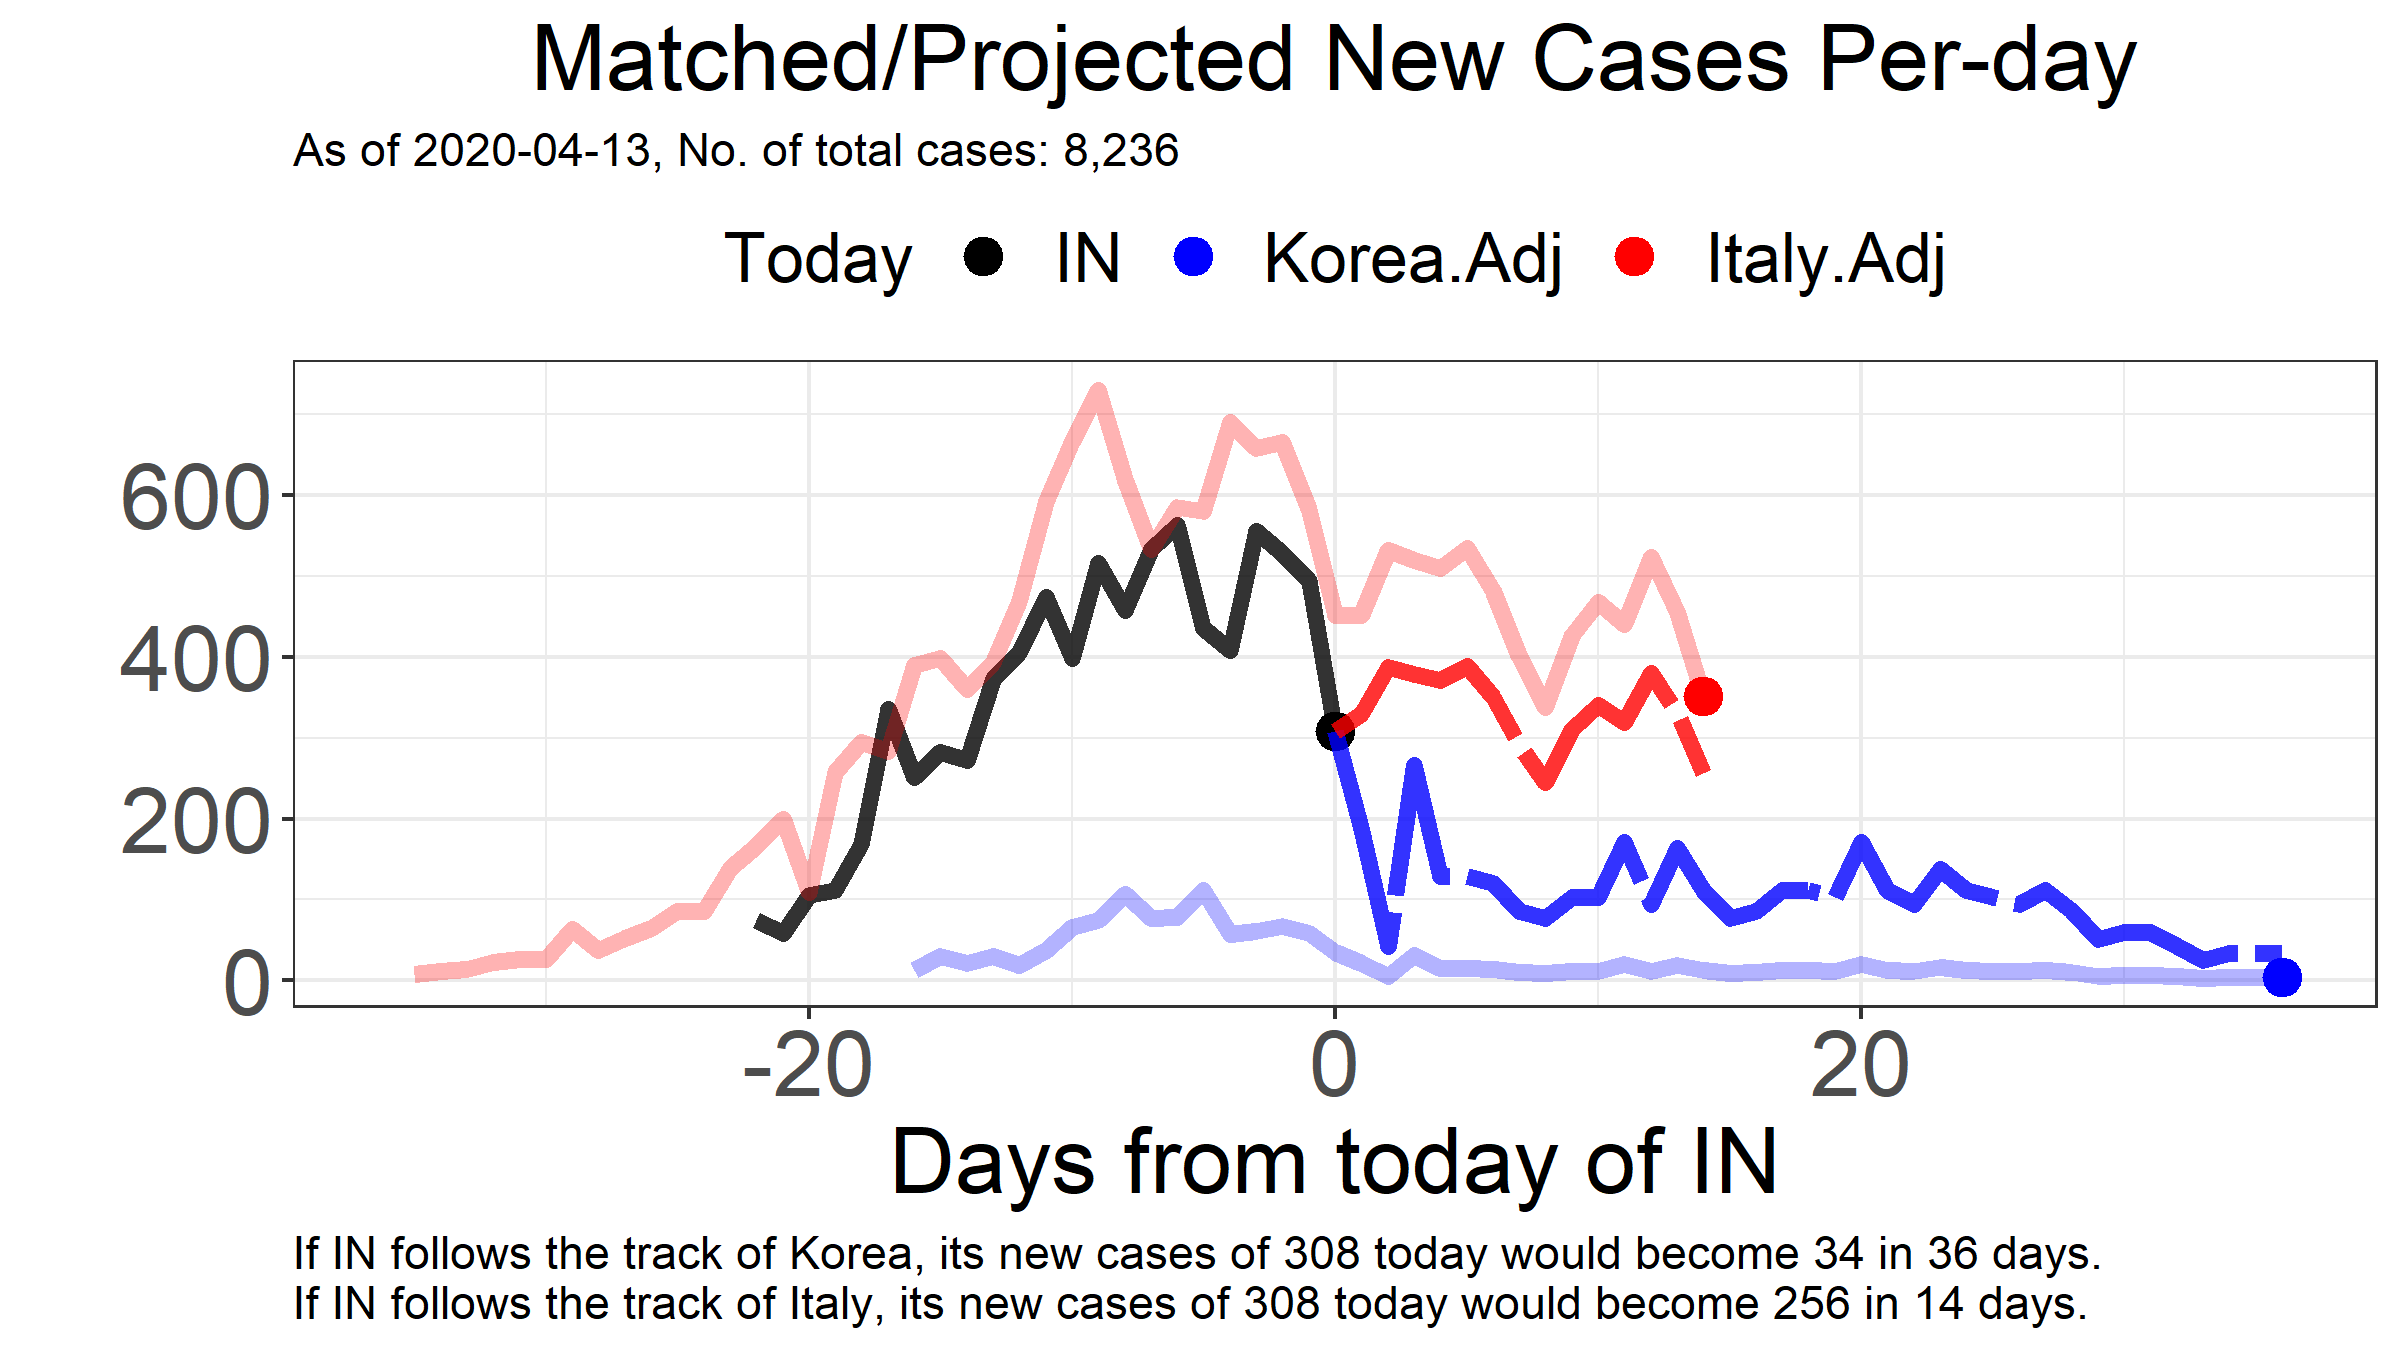 Matched/Projected New Cases Per-day
As of 2020-04-13, No. of total cases: 8,236
Today IN Korea.Adj Italy.Adj
600
400
200
0
-20 0 20
Days from today of IN
If IN follows the track of Korea, its new cases of 308 today would become 34 in 36 days.
If IN follows the track of Italy, its new cases of 308 today would become 256 in 14 days.